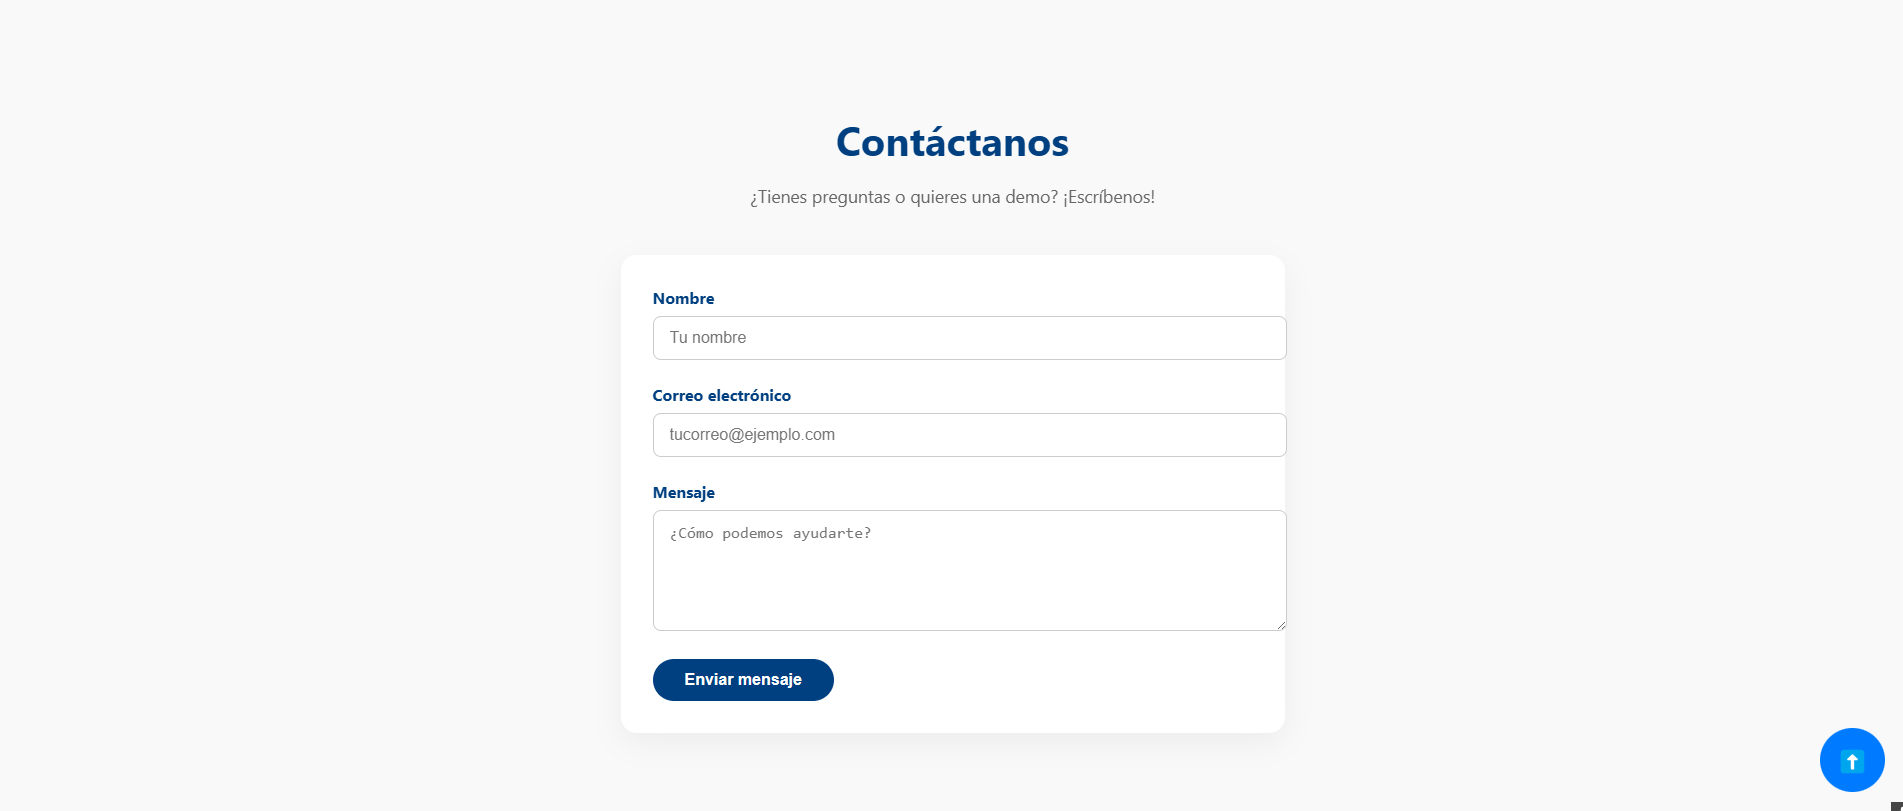 Contáctanos
¿Tienes preguntas o quieres una demo? ¡Escríbenos!
Nombre
Tu nombre
Correo electrónico
tucorreo@ejemplo.com
Mensaje
¿Cómo podemos ayudarte?
Enviar mensaje